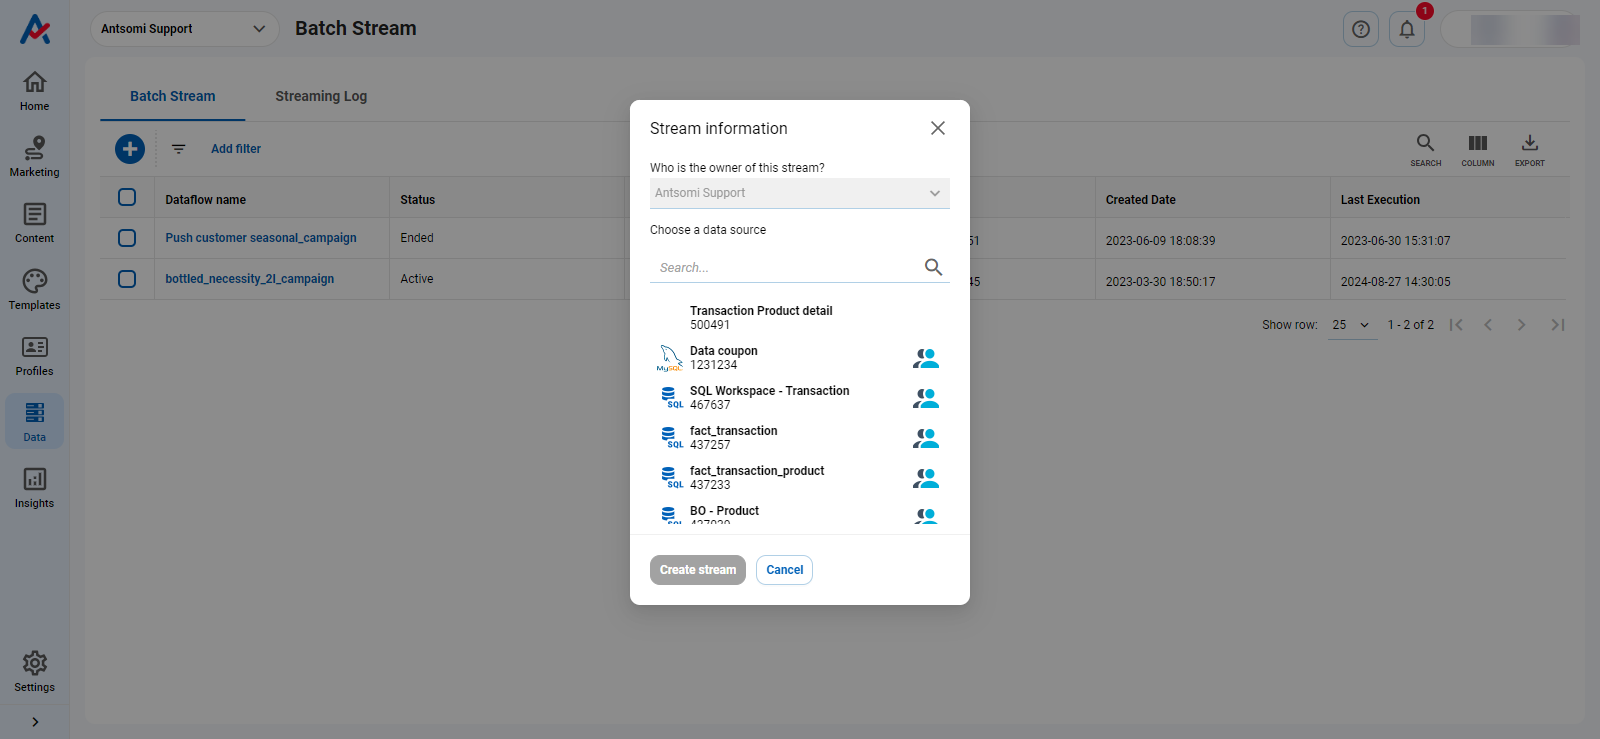 Antsomi Support
Batch Stream
1
Home
Marketing
Content
Templates
Profiles
Data
Insights
Settings
Batch Stream
Streaming Log
Add filter
SEARCH
COLUMN
EXPORT
Dataflow name
Status
Created Date
Last Execution
Push customer seasonal_campaign
Ended
51
2023-06-09 18:08:39
2023-06-30 15:31:07
bottled_necessity_2l_campaign
Active
45
2023-03-30 18:50:17
2024-08-27 14:30:05
Show row:
25
1 - 2 of 2
Stream information
Who is the owner of this stream?
Antsomi Support
Choose a data source
Search...
Transaction Product detail
500491
MySQL
Data coupon
1231234
SQL
SQL Workspace - Transaction
467637
SQL
fact_transaction
437257
SQL
fact_transaction_product
437233
SQL
BO - Product
Create stream
Cancel